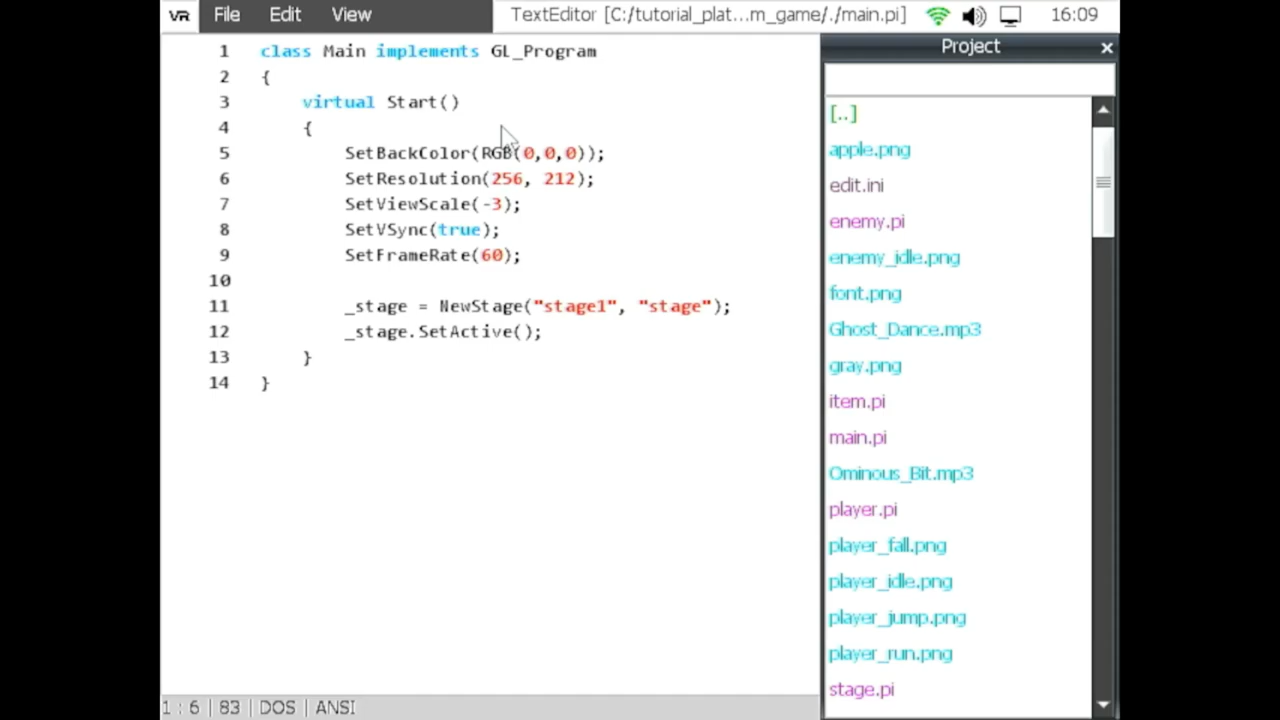 VR File Edit View TextEditor [C:/tutorial_plat...m_game/./main.pi] 16:09
1 class Main implements GL_Program
2 {
3 virtual Start()
4 {
5 SetBackColor(RGB(0,0,0));
6 SetResolution(256, 212);
7 SetViewScale(-3);
8 SetVSync(true);
9 SetFrameRate(60);
10
11 _stage = NewStage("stage1", "stage");
12 _stage.SetActive();
13 }
14 }
1 : 6 | 83 | DOS | ANSI
Project
[..]
apple.png
edit.ini
enemy.pi
enemy_idle.png
font.png
Ghost_Dance.mp3
gray.png
item.pi
main.pi
Ominous_Bit.mp3
player.pi
player_fall.png
player_idle.png
player_jump.png
player_run.png
stage.pi